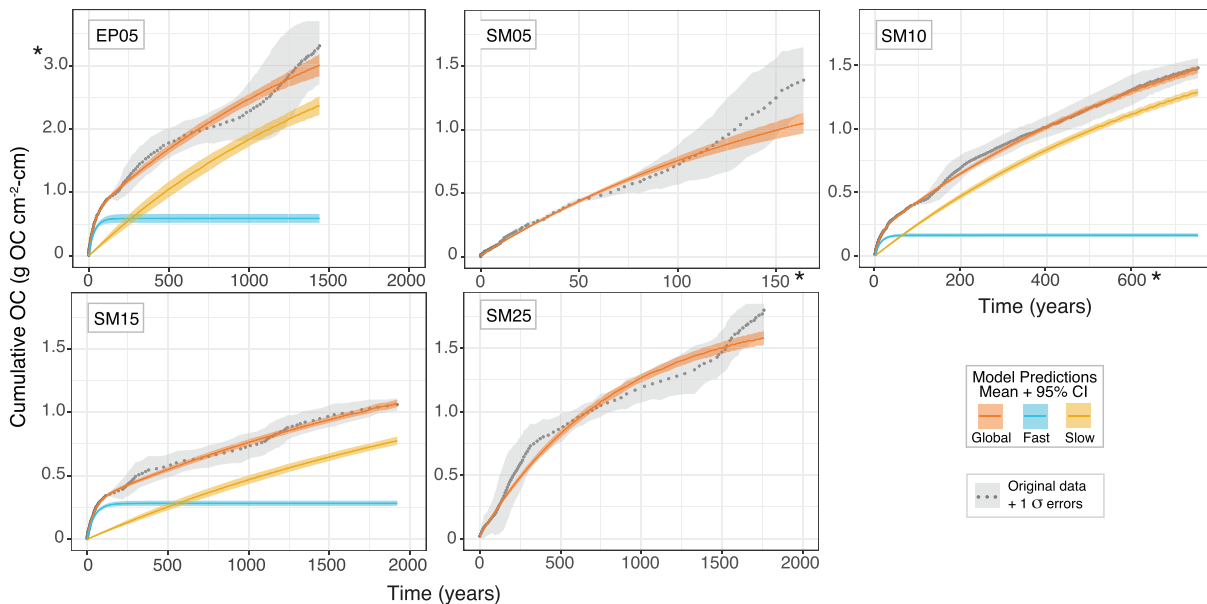 EP05
SM05
SM10
*
3.0
2.0
1.0
0
0 500 1000 1500 2000
1.5
1.0
0.5
0
0 50 100 150 *
1.5
1.0
0.5
0
0 200 400 600 *
Time (years)
Cumulative OC (g OC cm⁻²-cm)
SM15
1.5
1.0
0.5
0
0 500 1000 1500 2000
SM25
1.5
1.0
0.5
0
0 500 1000 1500 2000
Time (years)
Model Predictions
Mean + 95% CI
Global Fast Slow
Original data
+ 1 σ errors